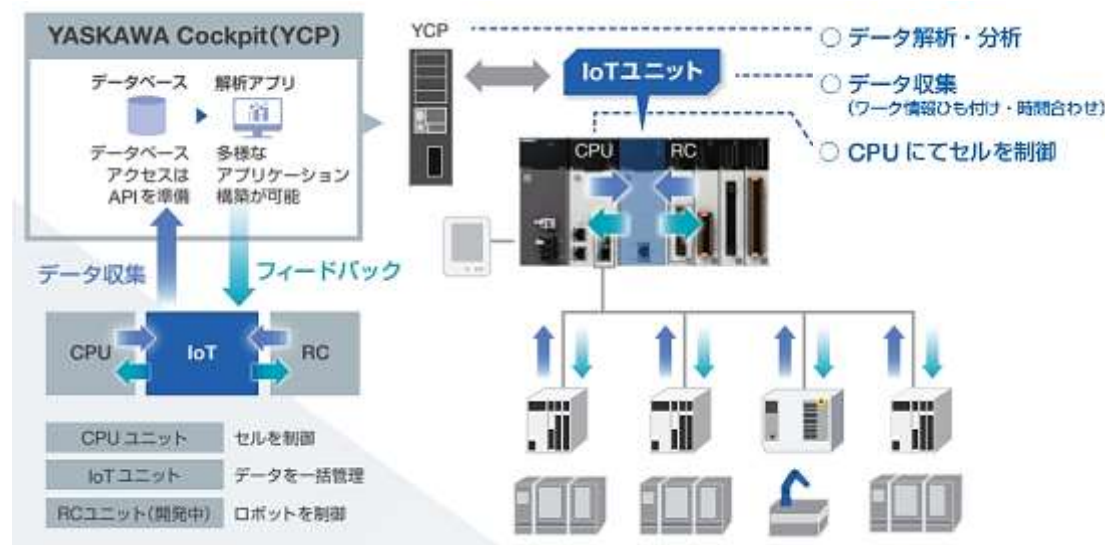 YASKAWA Cockpit(YCP)
データベース
解析アプリ
データベース
アクセスは
APIを準備
多様な
アプリケーション
構築が可能
データ収集
フィードバック
CPU
IoT
RC
CPUユニット
セルを制御
IoTユニット
データを一括管理
RCユニット(開発中)
ロボットを制御
YCP
IoTユニット
○ データ解析・分析
○ データ収集
(ワーク情報ひも付け・時間合わせ)
○ CPUにてセルを制御
CPU
RC